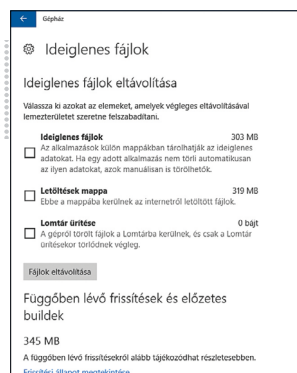 Gépház
Ideiglenes fájlok
Ideiglenes fájlok eltávolítása
Válassza ki azokat az elemeket, amelyek végleges eltávolításával
lemezterületet szeretne felszabadítani.
Ideiglenes fájlok 303 MB
Az alkalmazások külön mappákban tárolhatják az ideiglenes
adatokat. Ha egy adott alkalmazás nem törli automatikusan
az ilyen adatokat, azok manuálisan is törölhetők.
Letöltések mappa 319 MB
Ebbe a mappába kerülnek az internetről letöltött fájlok.
Lomtár ürítése 0 bájt
A gépről törölt fájlok a Lomtárba kerülnek, és csak a Lomtár
ürítésekor törlődnek végleg.
Fájlok eltávolítása
Függőben lévő frissítések és előzetes
buildek
345 MB
A függőben lévő frissítésekről alább tájékozódhat részletesebben.
Frissítési állapot megtekintése